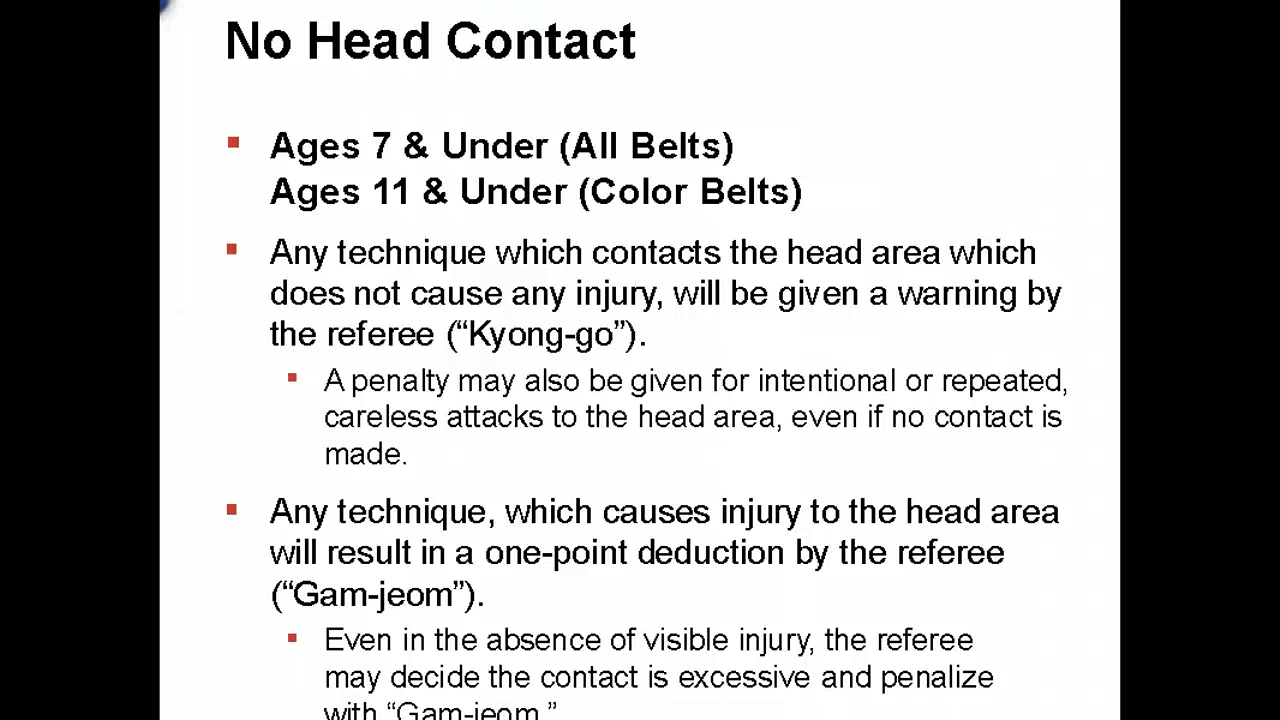 No Head Contact
Ages 7 & Under (All Belts)
Ages 11 & Under (Color Belts)
Any technique which contacts the head area which
does not cause any injury, will be given a warning by
the referee (“Kyong-go”).
A penalty may also be given for intentional or repeated,
careless attacks to the head area, even if no contact is
made.
Any technique, which causes injury to the head area
will result in a one-point deduction by the referee
(“Gam-jeom”).
Even in the absence of visible injury, the referee
may decide the contact is excessive and penalize
with “Gam-jeom.”